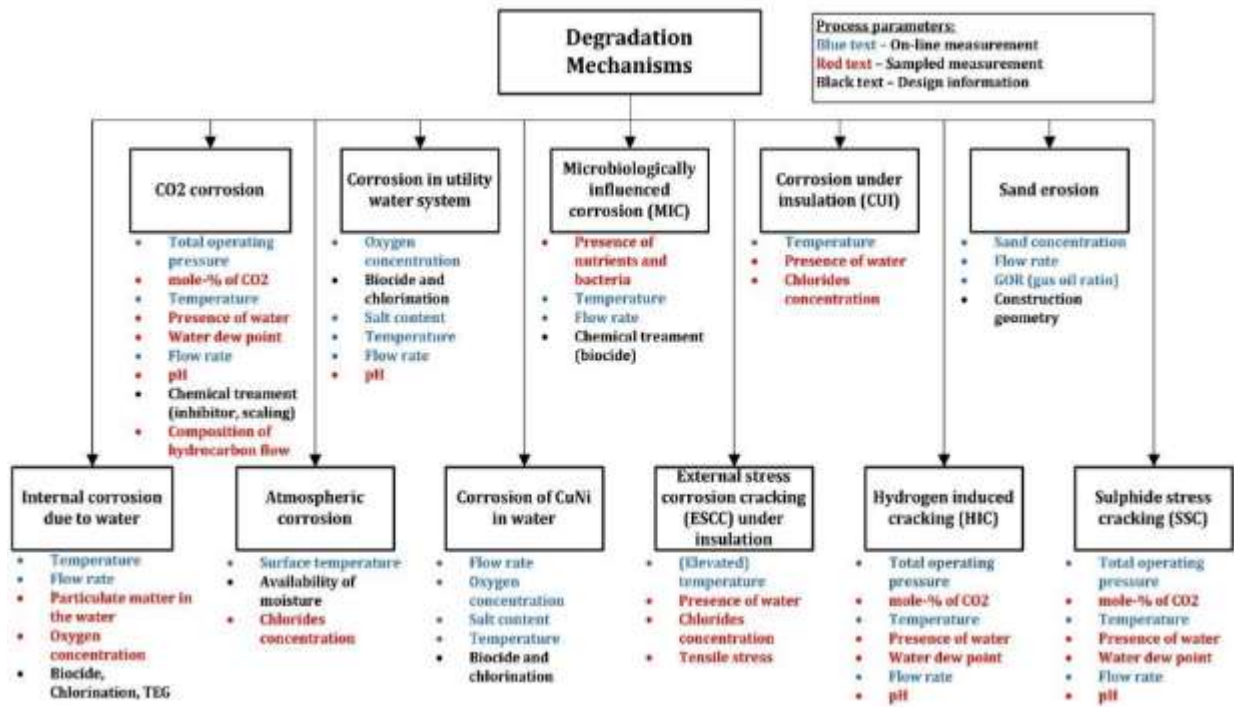 Degradation
Mechanisms
Process parameters:
Blue text – On-line measurement
Red text – Sampled measurement
Black text – Design information
CO2 corrosion
• Total operating
pressure
• mole-% of CO2
• Temperature
• Presence of water
• Water dew point
• Flow rate
• pH
• Chemical treament
(inhibitor, scaling)
• Composition of
hydrocarbon flow
Corrosion in utility
water system
• Oxygen
concentration
• Biocide and
chlorination
• Salt content
• Temperature
• Flow rate
• pH
Microbiologically
influenced
corrosion (MIC)
• Presence of
nutrients and
bacteria
• Temperature
• Flow rate
• Chemical treament
(biocide)
Corrosion under
insulation (CUI)
• Temperature
• Presence of water
• Chlorides
concentration
Sand erosion
• Sand concentration
• Flow rate
• GOR (gas oil ratio)
• Construction
geometry
Internal corrosion
due to water
• Temperature
• Flow rate
• Particulate matter in
the water
• Oxygen
concentration
• Biocide,
Chlorination, TEG
Atmospheric
corrosion
• Surface temperature
• Availability of
moisture
• Chlorides
concentration
Corrosion of CuNi
in water
• Flow rate
• Oxygen
concentration
• Salt content
• Temperature
• Biocide and
chlorination
External stress
corrosion cracking
(ESCC) under
insulation
• (Elevated)
temperature
• Presence of water
• Chlorides
concentration
• Tensile stress
Hydrogen induced
cracking (HIC)
• Total operating
pressure
• mole-% of CO2
• Temperature
• Presence of water
• Water dew point
• Flow rate
• pH
Sulphide stress
cracking (SSC)
• Total operating
pressure
• mole-% of CO2
• Temperature
• Presence of water
• Water dew point
• Flow rate
• pH